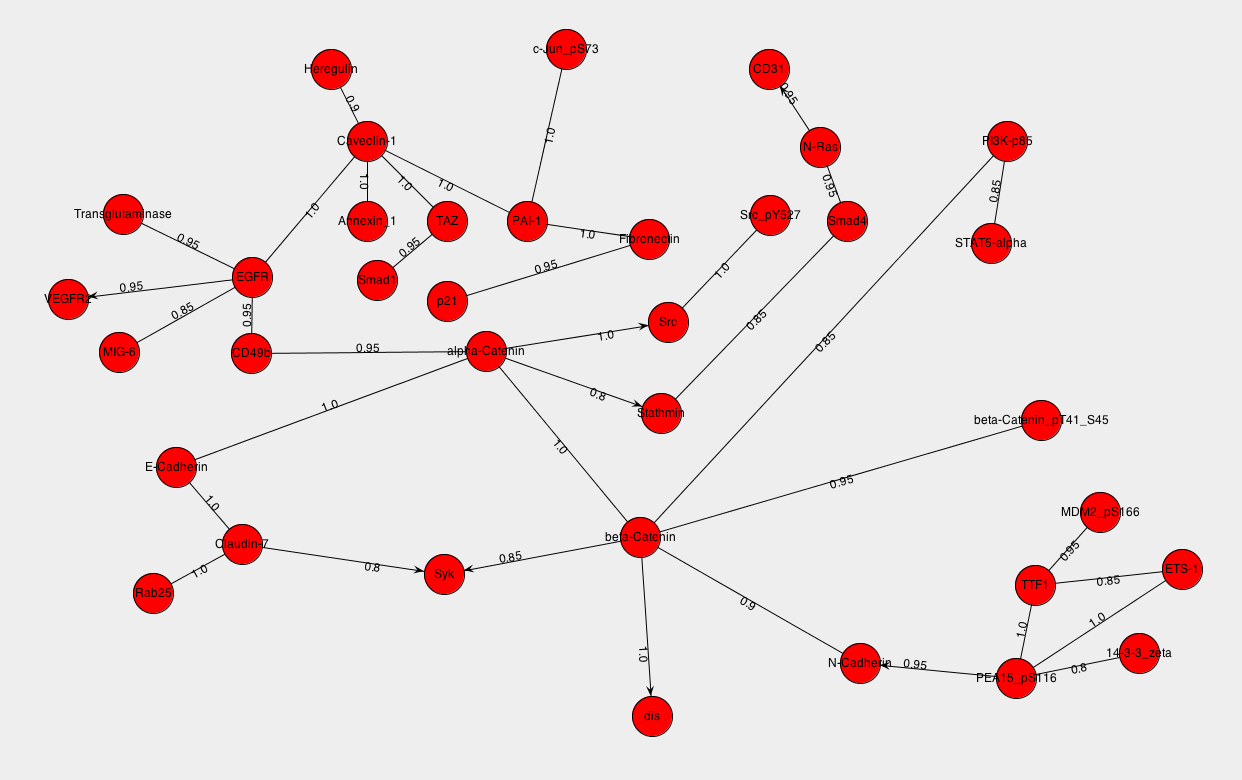 c-Jun_pS73
Heregulin
CD31
0.95
0.9
1.0
Caveolin-1
N-Ras
PI3K-p85
1.0
1.0
1.0
0.95
0.85
Transglutaminase
1.0
Annexin_1
TAZ
PAI-1
Src_pY527
Smad4
0.95
0.95
1.0
Fibronectin
STAT5-alpha
EGFR
Smad1
0.95
1.0
VEGFR2
0.95
p21
0.85
0.95
Src
0.85
MIG-6
CD49b
0.95
alpha-Catenin
1.0
0.85
0.8
1.0
Stathmin
beta-Catenin_pT41_S45
E-Cadherin
1.0
0.95
1.0
MDM2_pS166
Claudin-7
beta-Catenin
0.95
1.0
0.8
Syk
0.85
TTF1
0.85
ETS-1
Rab25
0.9
1.0
1.0
1.0
N-Cadherin
0.95
PEA15_pS116
0.8
14-3-3_zeta
dis